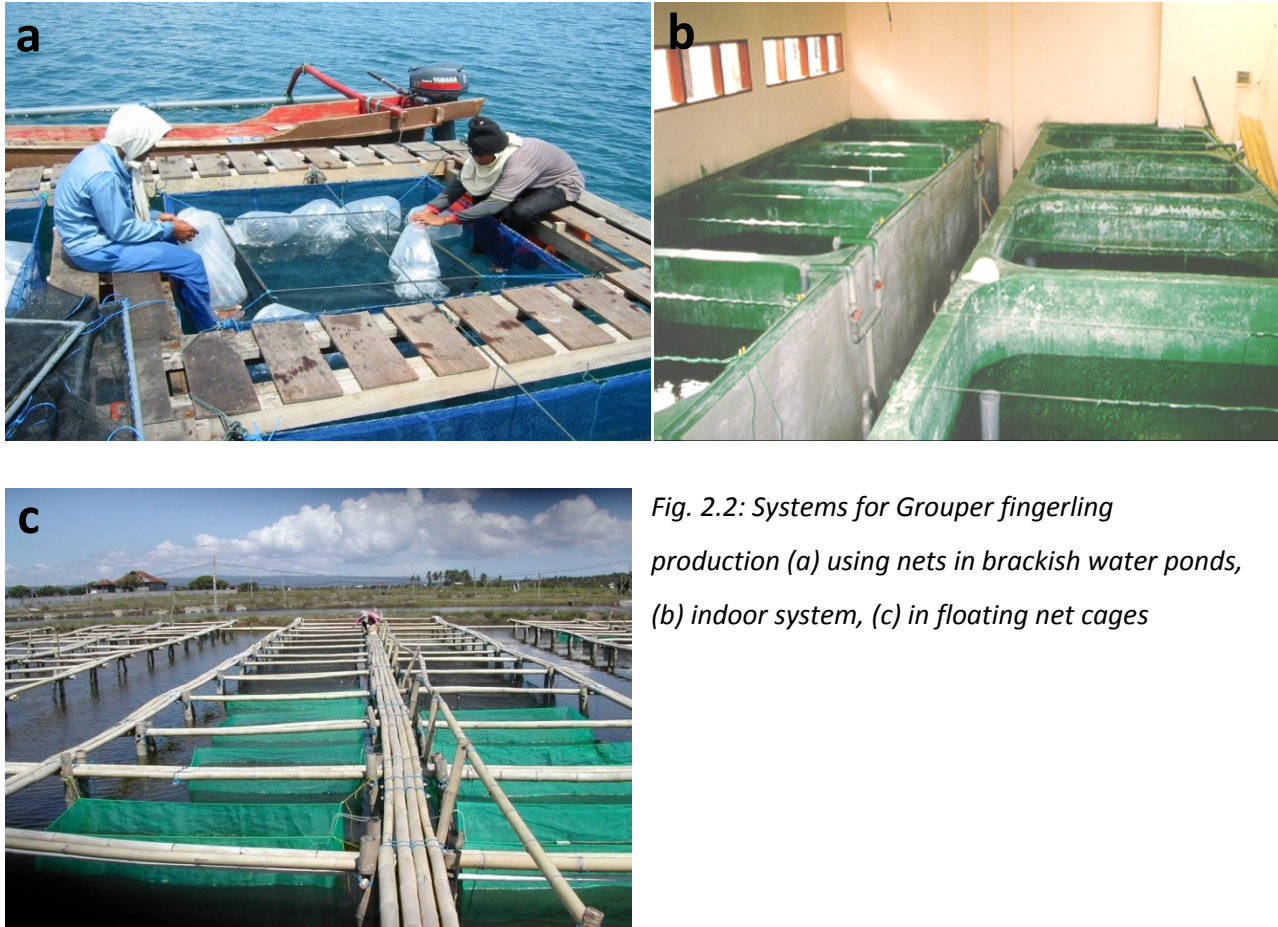 a
YAMAHA
b
c
Fig. 2.2: Systems for Grouper fingerling
production (a) using nets in brackish water ponds,
(b) indoor system, (c) in floating net cages